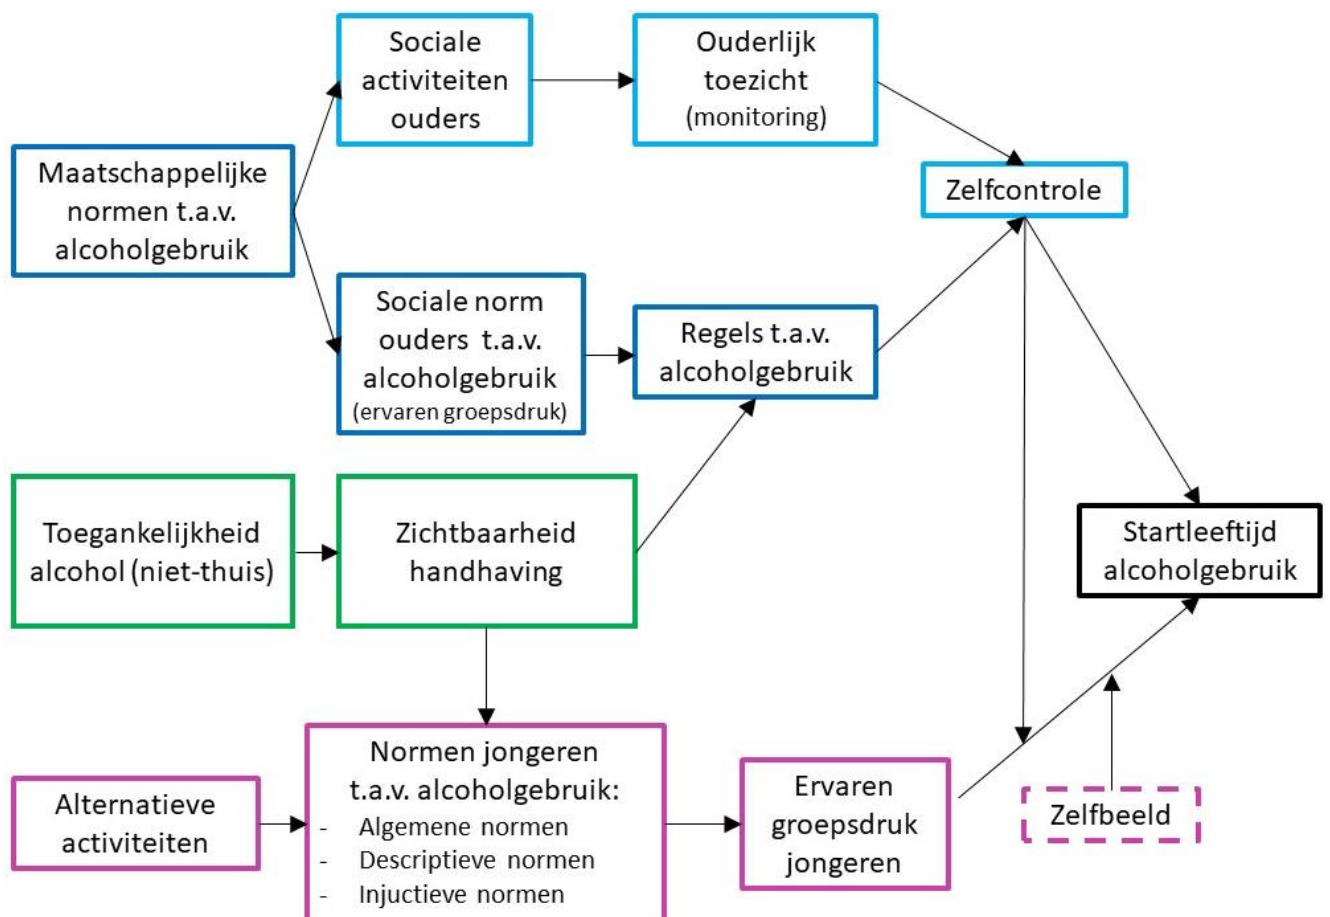 Sociale
activiteiten
ouders
Ouderlijk
toezicht
(monitoring)
Maatschappelijke
normen t.a.v.
alcoholgebruik
Zelfcontrole
Sociale norm
ouders t.a.v.
alcoholgebruik
(ervaren groepsdruk)
Regels t.a.v.
alcoholgebruik
Toegankelijkheid
alcohol (niet-thuis)
Zichtbaarheid
handhaving
Startleeftijd
alcoholgebruik
Alternatieve
activiteiten
Normen jongeren
t.a.v. alcoholgebruik:
- Algemene normen
- Descriptieve normen
- Injuctieve normen
Ervaren
groepsdruk
jongeren
Zelfbeeld